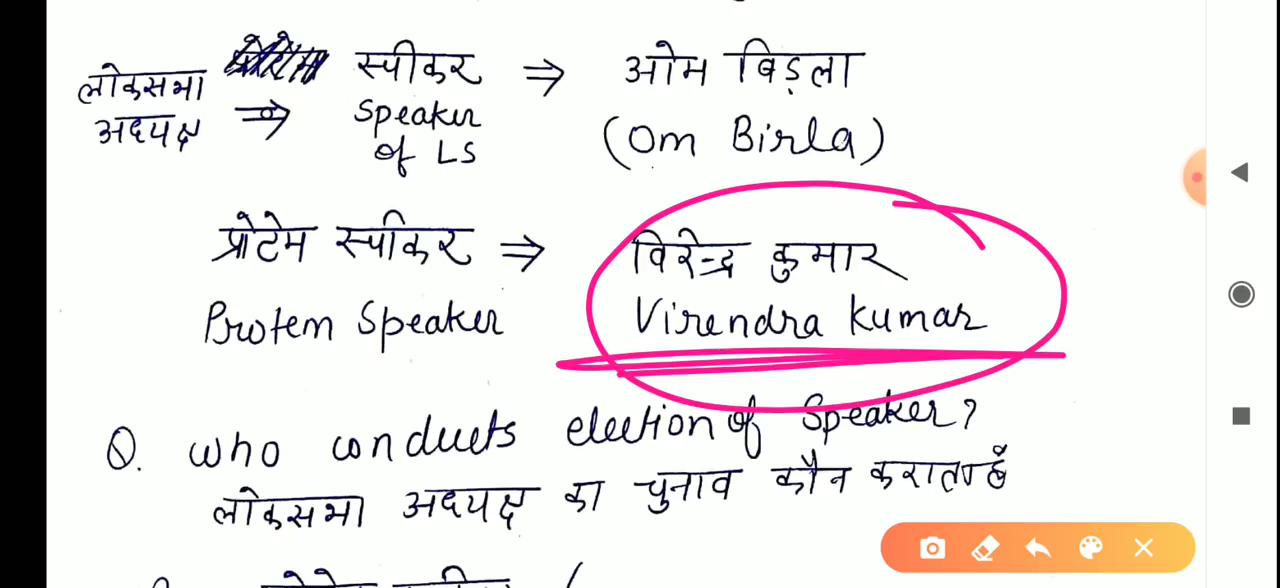 लोकसभा स्पीकर ⇒ ओम बिड़ला
अध्यक्ष ⇒ Speaker (Om Birla)
of LS
प्रोटेम स्पीकर ⇒ विरेन्द्र कुमार
Protem Speaker Virendra Kumar
Q. Who conducts election of Speaker?
लोकसभा अध्यक्ष का चुनाव कौन कराता है